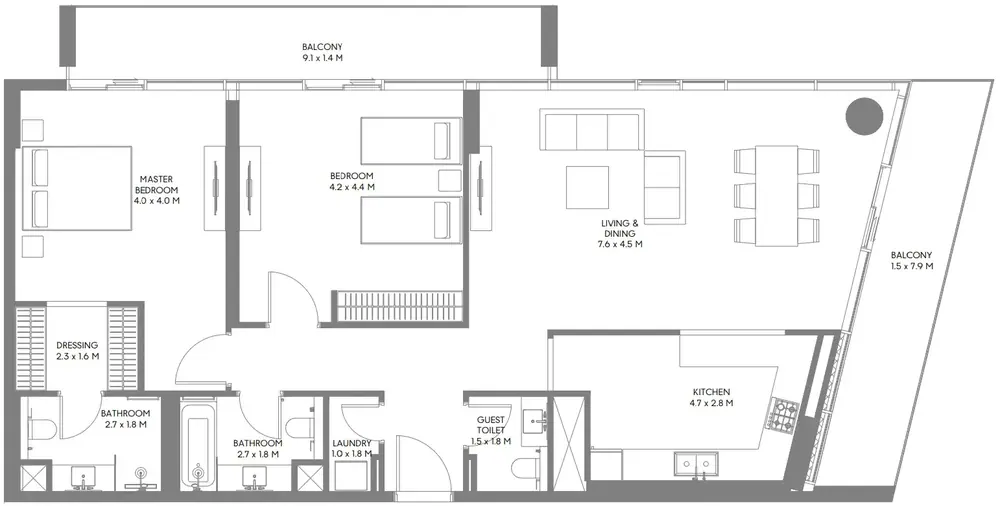 BALCONY
9.1 x 1.4 M
MASTER
BEDROOM
4.0 x 4.0 M
BEDROOM
4.2 x 4.4 M
LIVING &
DINING
7.6 x 4.5 M
BALCONY
1.5 x 7.9 M
DRESSING
2.3 x 1.6 M
KITCHEN
4.7 x 2.8 M
BATHROOM
2.7 x 1.8 M
BATHROOM
2.7 x 1.8 M
LAUNDRY
1.0 x 1.8 M
GUEST
TOILET
1.5 x 1.8 M